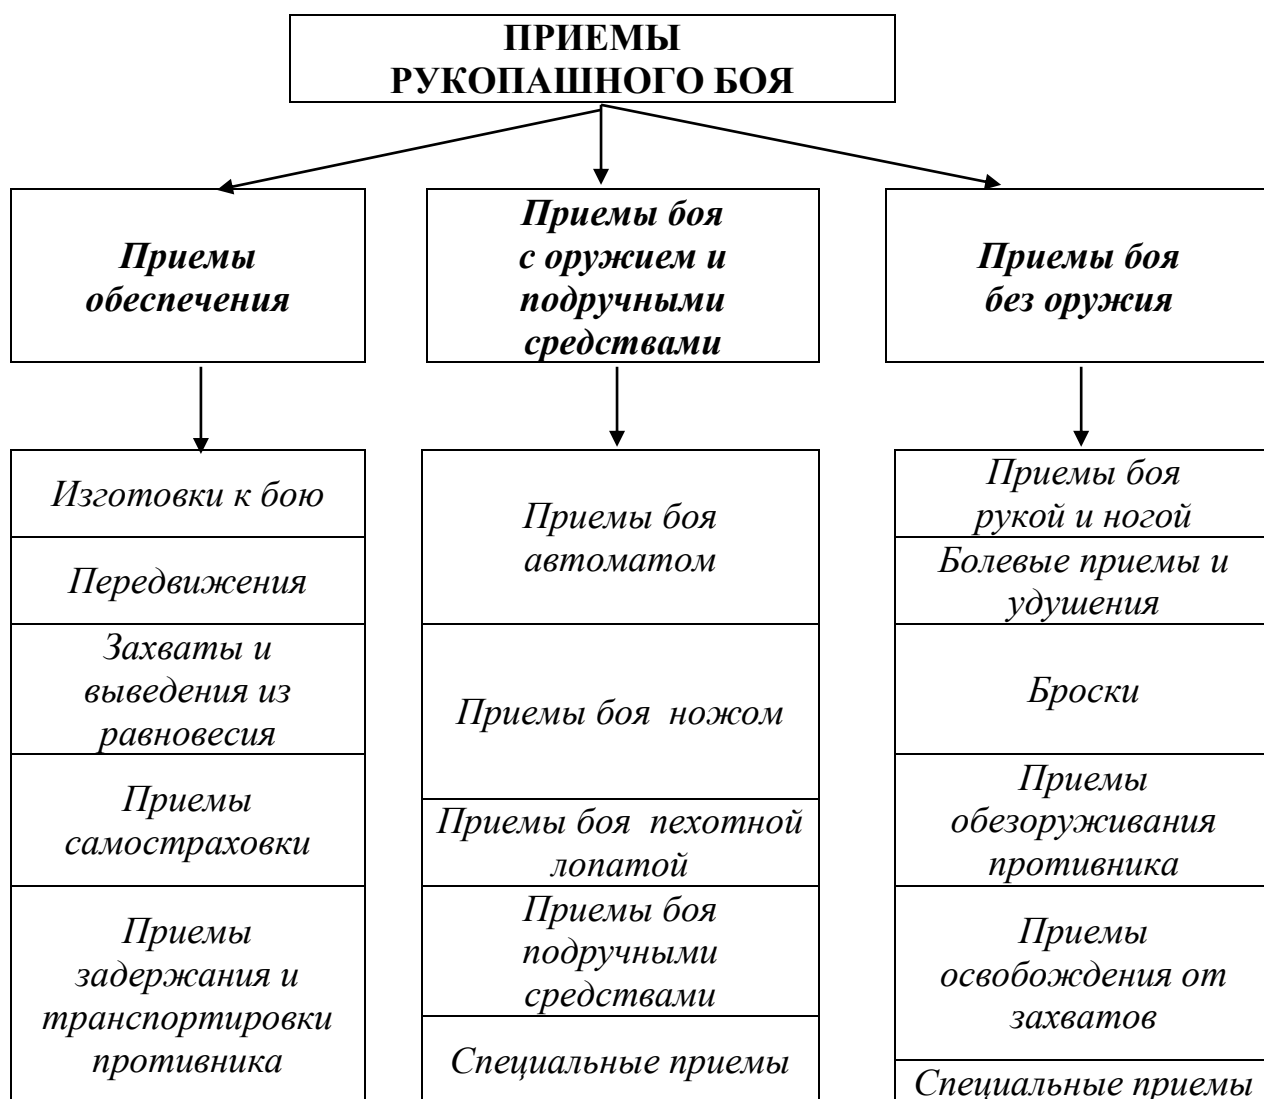 ПРИЕМЫ
РУКОПАШНОГО БОЯ
Приемы
обеспечения
Приемы боя
с оружием и
подручными
средствами
Приемы боя
без оружия
Изготовки к бою
Передвижения
Захваты и
выведения из
равновесия
Приемы
самостраховки
Приемы
задержания и
транспортировки
противника
Приемы боя
автоматом
Приемы боя  ножом
Приемы боя  пехотной
лопатой
Приемы боя
подручными
средствами
Специальные приемы
Приемы боя
рукой и ногой
Болевые приемы и
удушения
Броски
Приемы
обезоруживания
противника
Приемы
освобождения от
захватов
Специальные приемы